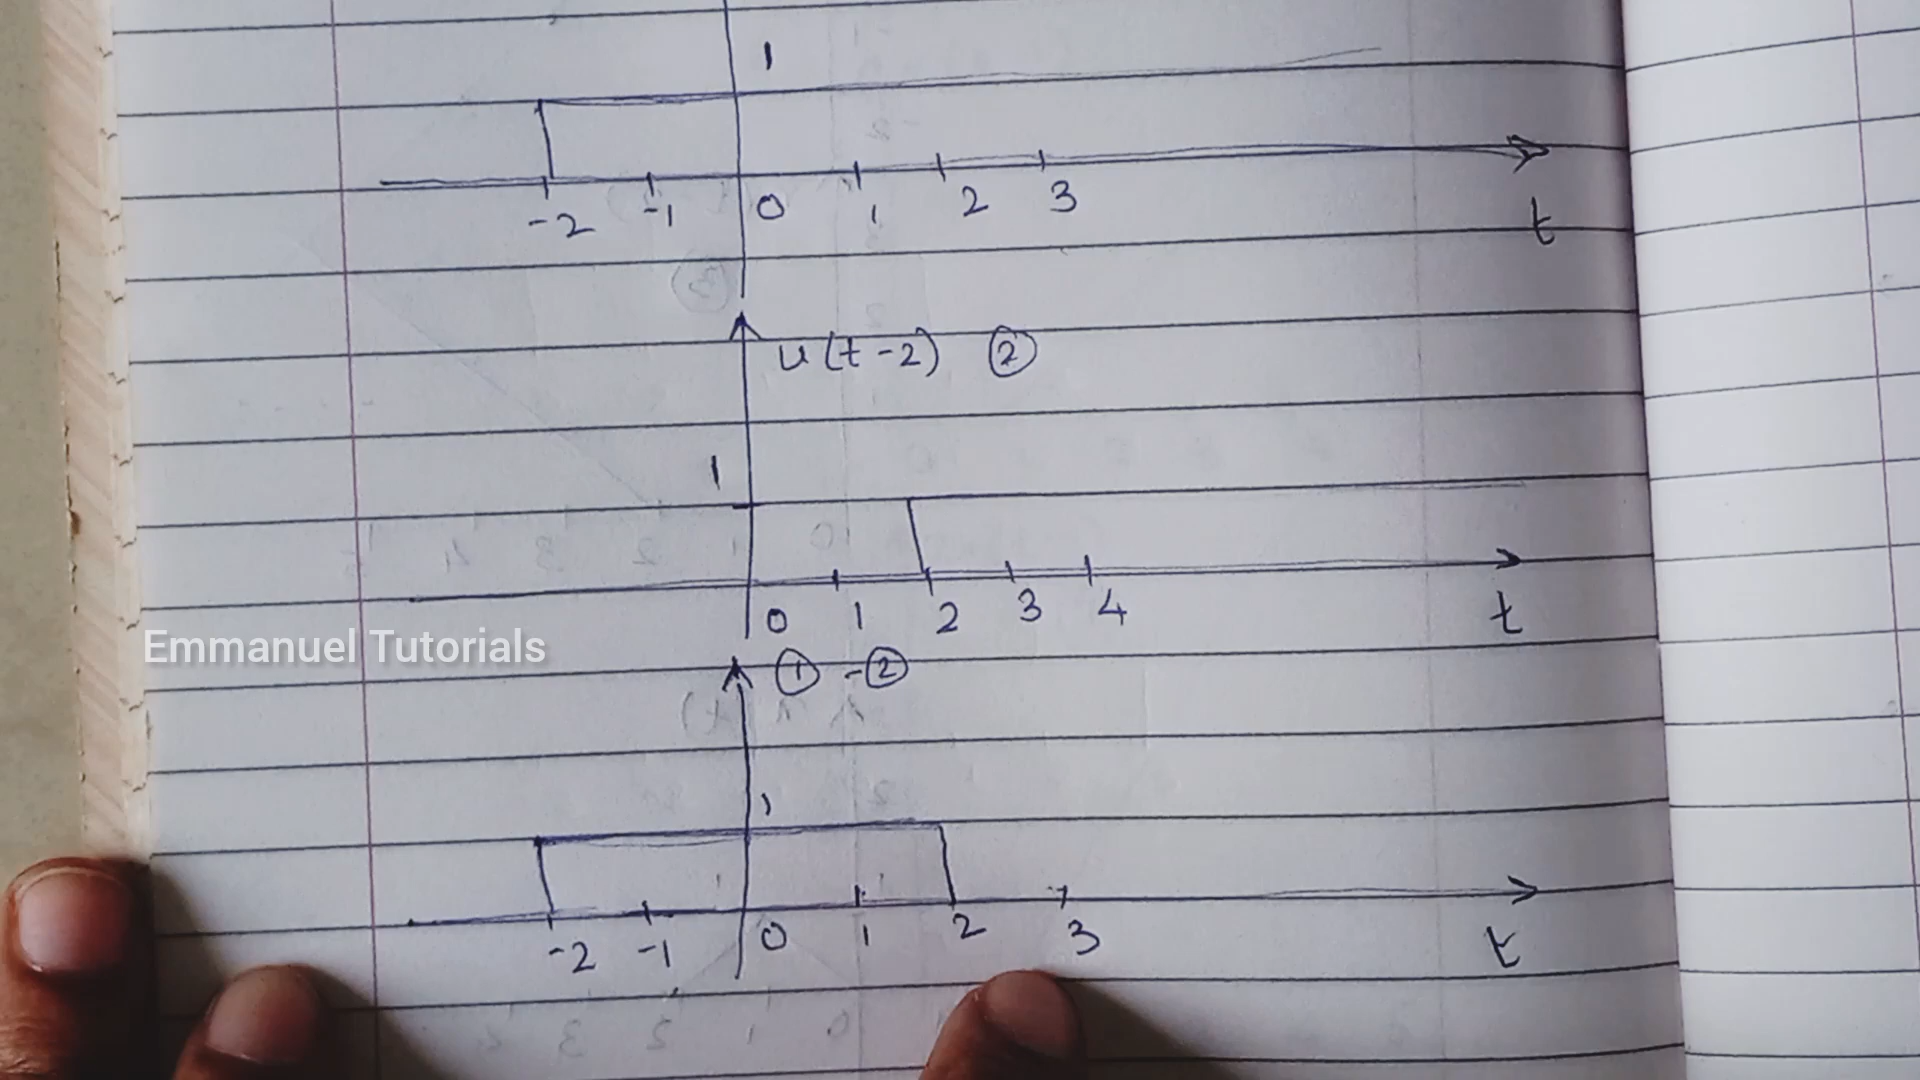 1
-2 -1 0 1 2 3
t
u(t-2) ②
1
0 1 2 3 4
t
Emmanuel Tutorials
① -②
1
-2 -1 0 1 2 3
t